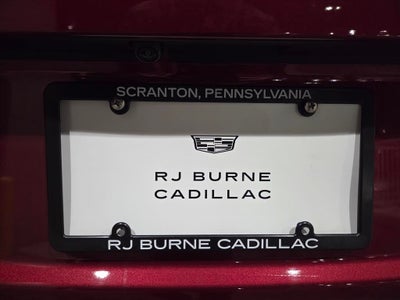 SCRANTON, PENNSYLVANIA
RJ BURNE
CADILLAC
RJ BURNE CADILLAC